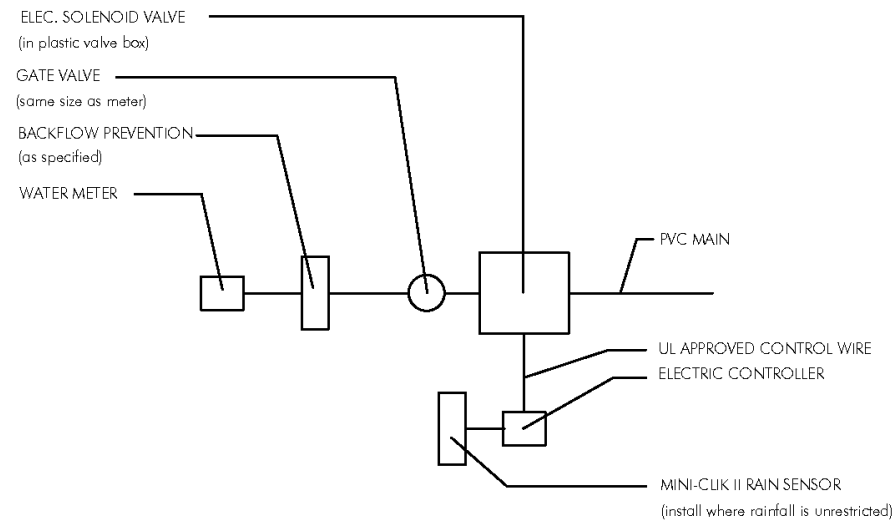 ELEC. SOLENOID VALVE
(in plastic valve box)
GATE VALVE
(same size as meter)
BACKFLOW PREVENTION
(as specified)
WATER METER
PVC MAIN
UL APPROVED CONTROL WIRE
ELECTRIC CONTROLLER
MINI-CLIK II RAIN SENSOR
(install where rainfall is unrestricted)